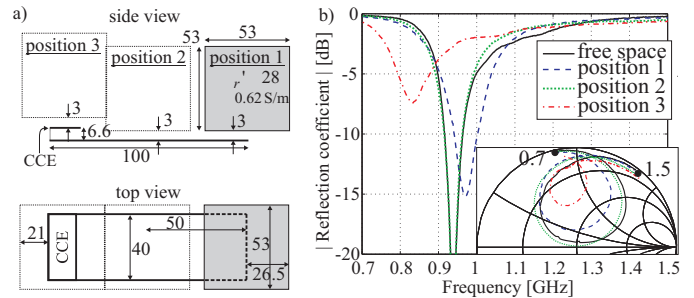 a)
side view
53
position 3
position 2
53
position 1
r' 28
0.62 S/m
3
6.6
3
3
CCE
100
top view
21
CCE
50
40
53
26.5
b)
| Reflection coefficient | [dB]
0
-5
-10
-15
-20
free space
position 1
position 2
position 3
0.7
1.5
0.7 0.8 0.9 1 1.1 1.2 1.3 1.4 1.5
Frequency [GHz]